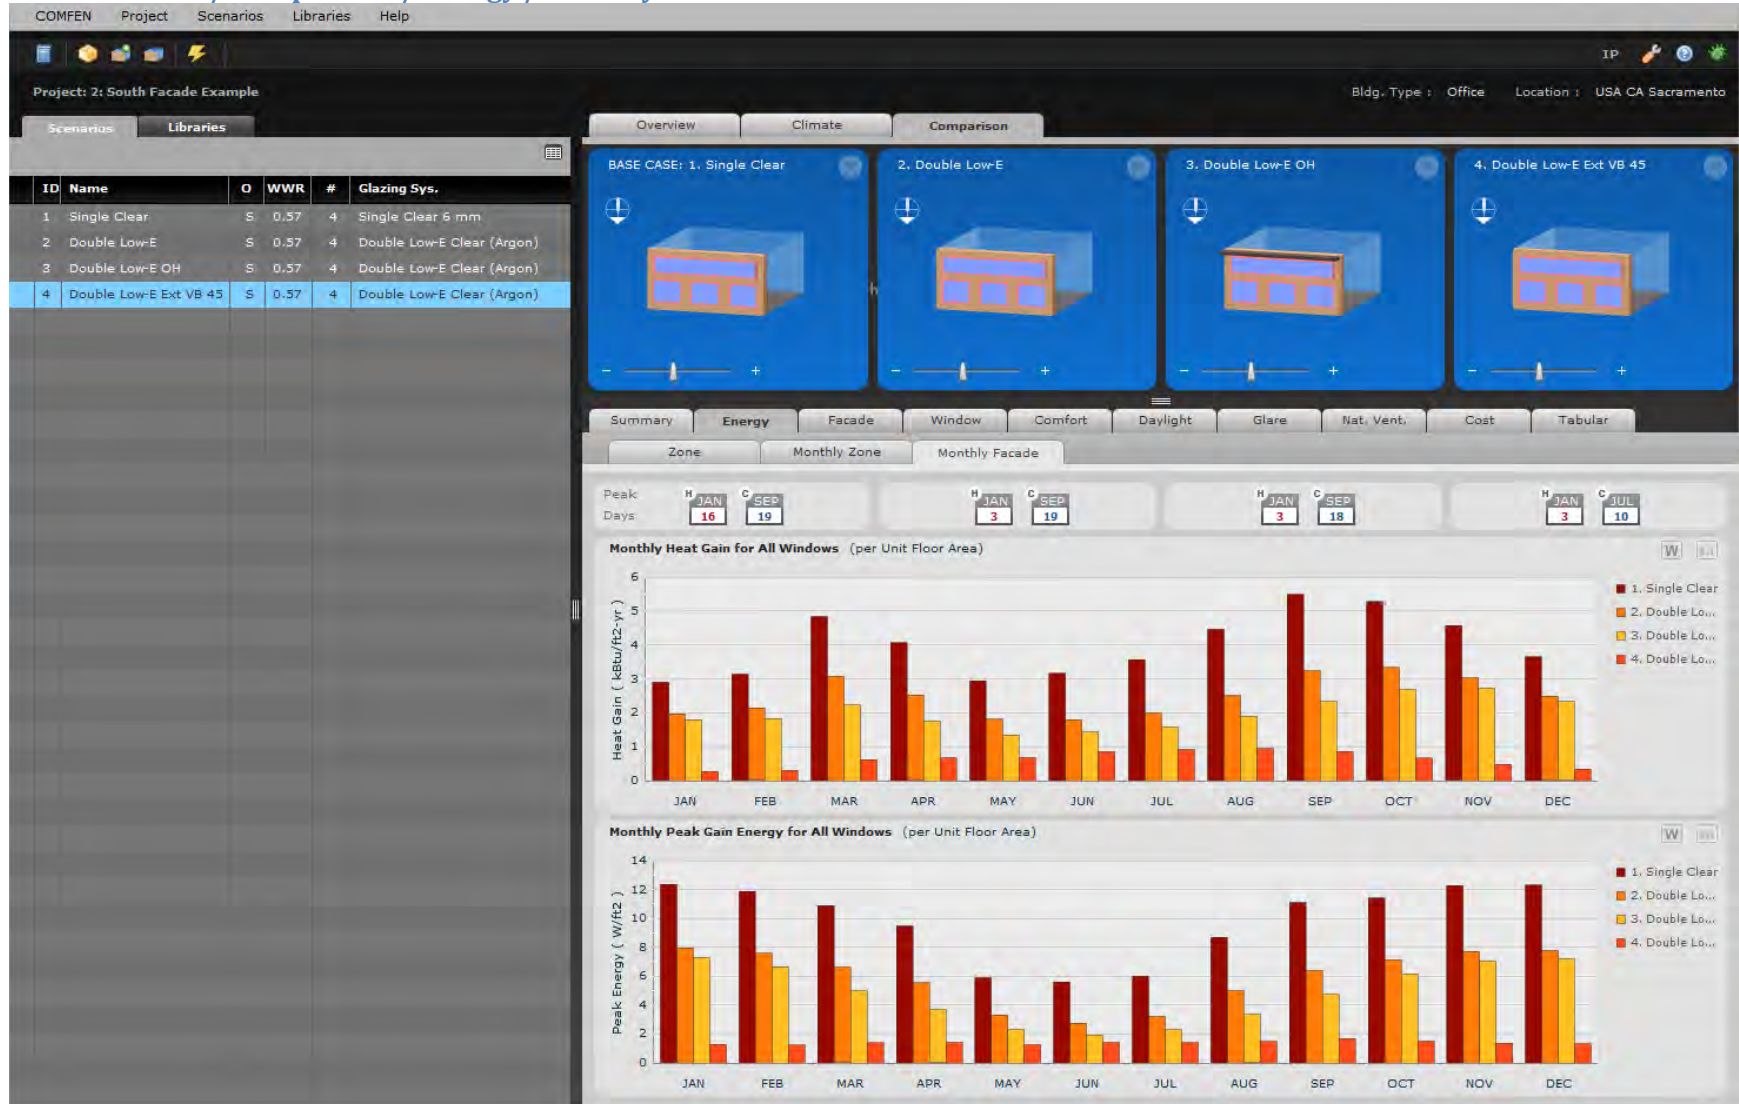 COMFEN Project Scenarios Libraries Help
IP
Project: 2: South Facade Example
Bldg. Type : Office Location : USA CA Sacramento
Scenarios Libraries
Overview Climate Comparison
ID Name O WWR # Glazing Sys.
1 Single Clear S 0.57 4 Single Clear 6 mm
2 Double Low-E S 0.57 4 Double Low-E Clear (Argon)
3 Double Low-E OH S 0.57 4 Double Low-E Clear (Argon)
4 Double Low-E Ext VB 45 S 0.57 4 Double Low-E Clear (Argon)
BASE CASE: 1. Single Clear
2. Double Low-E
3. Double Low-E OH
4. Double Low-E Ext VB 45
- +
- +
- +
- +
Summary Energy Facade Window Comfort Daylight Glare Nat. Vent. Cost Tabular
Zone Monthly Zone Monthly Facade
Peak Days
H JAN 16 C SEP 19
H JAN 3 C SEP 19
H JAN 3 C SEP 18
H JAN 3 C JUL 10
Monthly Heat Gain for All Windows (per Unit Floor Area)
W
Heat Gain ( kBtu/ft2-yr )
6
5
4
3
2
1
0
JAN FEB MAR APR MAY JUN JUL AUG SEP OCT NOV DEC
1. Single Clear
2. Double Lo...
3. Double Lo...
4. Double Lo...
Monthly Peak Gain Energy for All Windows (per Unit Floor Area)
W
Peak Energy ( W/ft2 )
14
12
10
8
6
4
2
0
JAN FEB MAR APR MAY JUN JUL AUG SEP OCT NOV DEC
1. Single Clear
2. Double Lo...
3. Double Lo...
4. Double Lo...